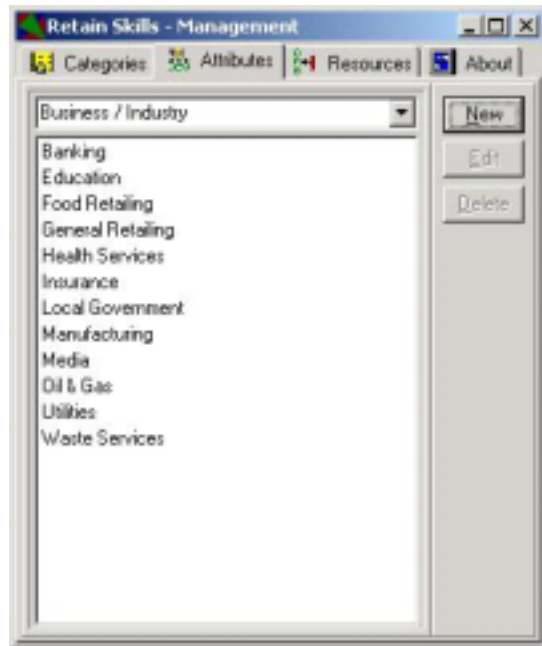 Retain Skills - Management
Categories Attributes Resources About
Business / Industry
New
Banking
Edit
Education
Food Retailing
Delete
General Retailing
Health Services
Insurance
Local Government
Manufacturing
Media
Oil & Gas
Utilities
Waste Services